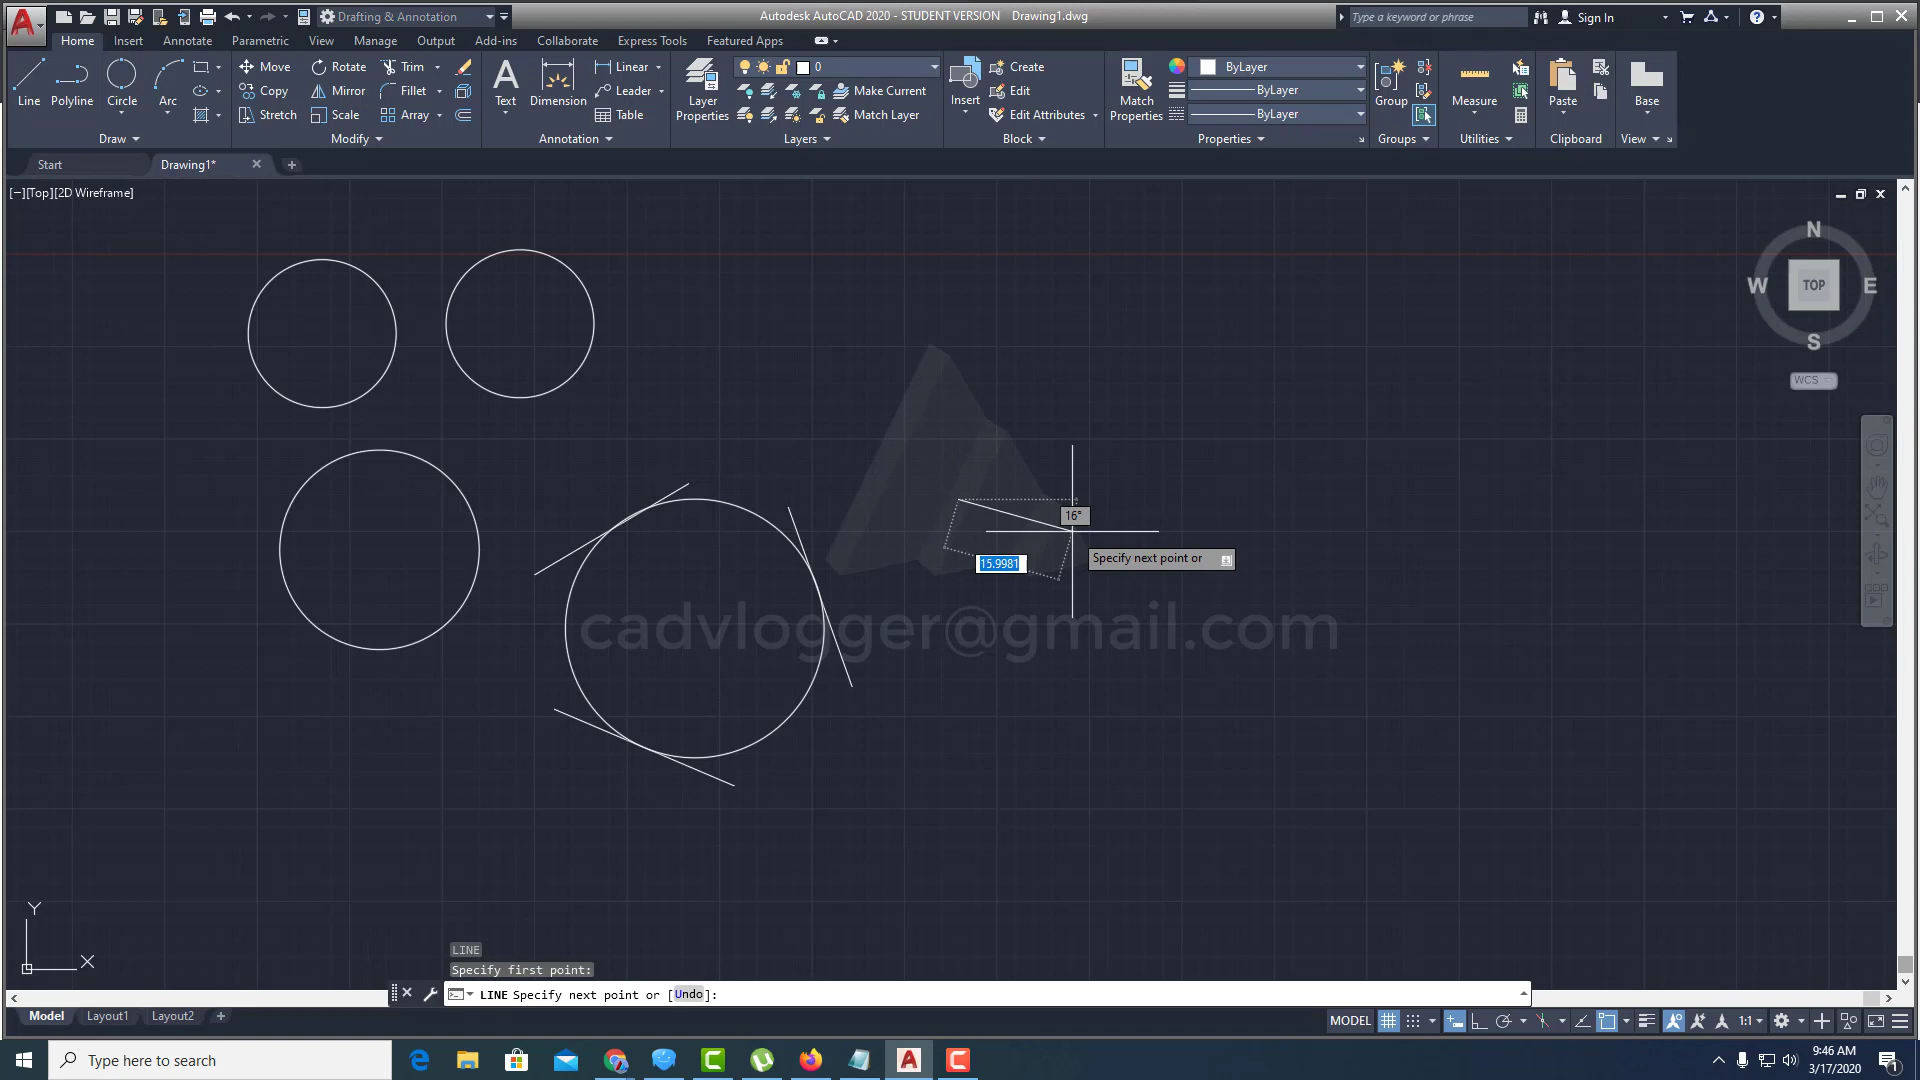 Drafting & Annotation
Autodesk AutoCAD 2020 - STUDENT VERSION Drawing1.dwg
Type a keyword or phrase
Sign In
Home Insert Annotate Parametric View Manage Output Add-ins Collaborate Express Tools Featured Apps
Line Polyline Circle Arc
Move Rotate Trim
Copy Mirror Fillet
Stretch Scale Array
Text Dimension
Linear
Leader
Table
Layer Properties
0
Make Current
Match Layer
Insert
Create
Edit
Edit Attributes
Match Properties
ByLayer
ByLayer
ByLayer
Group
Measure
Paste
Base
Draw Modify Annotation Layers Block Properties Groups Utilities Clipboard View
Start Drawing1*
[−][Top][2D Wireframe]
N
W TOP E
S
WCS
16°
15.9981
Specify next point or
cadvlogger@gmail.com
Y
X
LINE
Specify first point:
LINE Specify next point or [Undo]:
Model Layout1 Layout2
MODEL
1:1
Type here to search
9:46 AM
3/17/2020
1